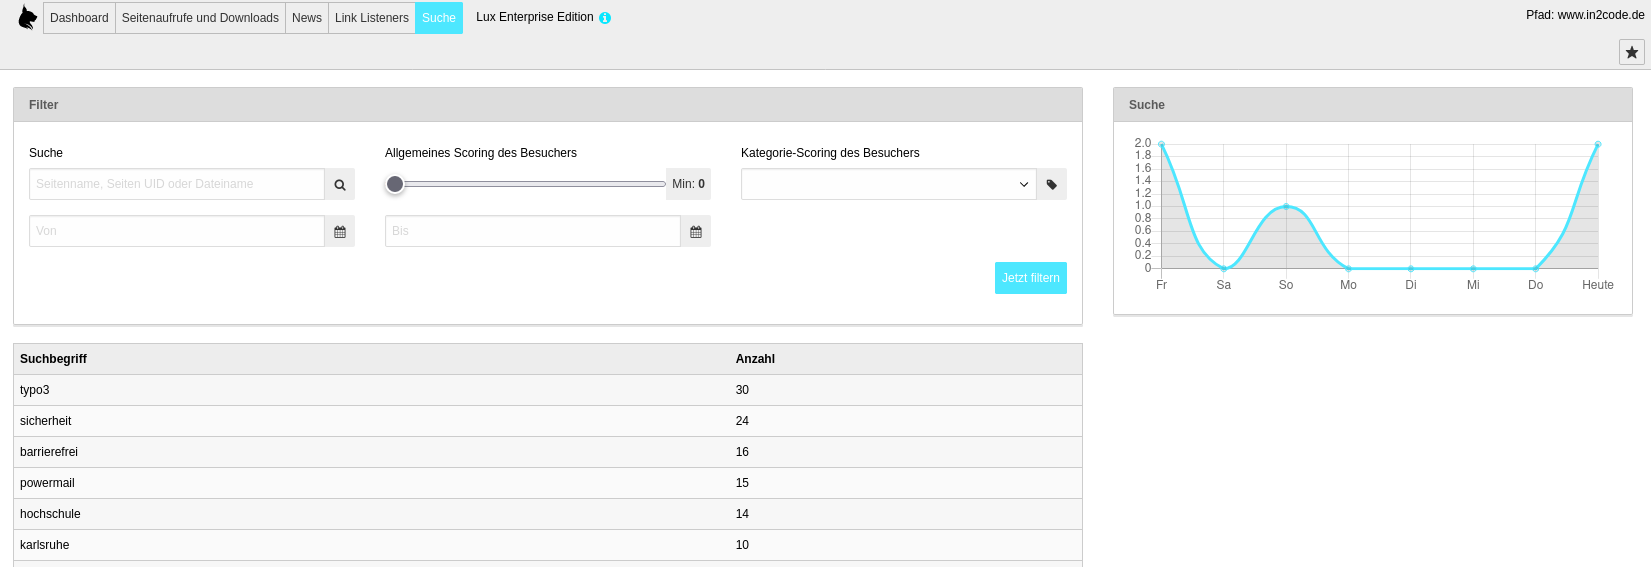 Dashboard Seitenaufrufe und Downloads News Link Listeners Suche Lux Enterprise Edition
Pfad: www.in2code.de
Filter
Suche
Allgemeines Scoring des Besuchers
Kategorie-Scoring des Besuchers
Seitenname, Seiten UID oder Dateiname
Min: 0
Von
Bis
Jetzt filtern
Suchbegriff Anzahl
typo3 30
sicherheit 24
barrierefrei 16
powermail 15
hochschule 14
karlsruhe 10
Suche
2.0
1.8
1.6
1.4
1.2
1.0
0.8
0.6
0.4
0.2
0
Fr Sa So Mo Di Mi Do Heute